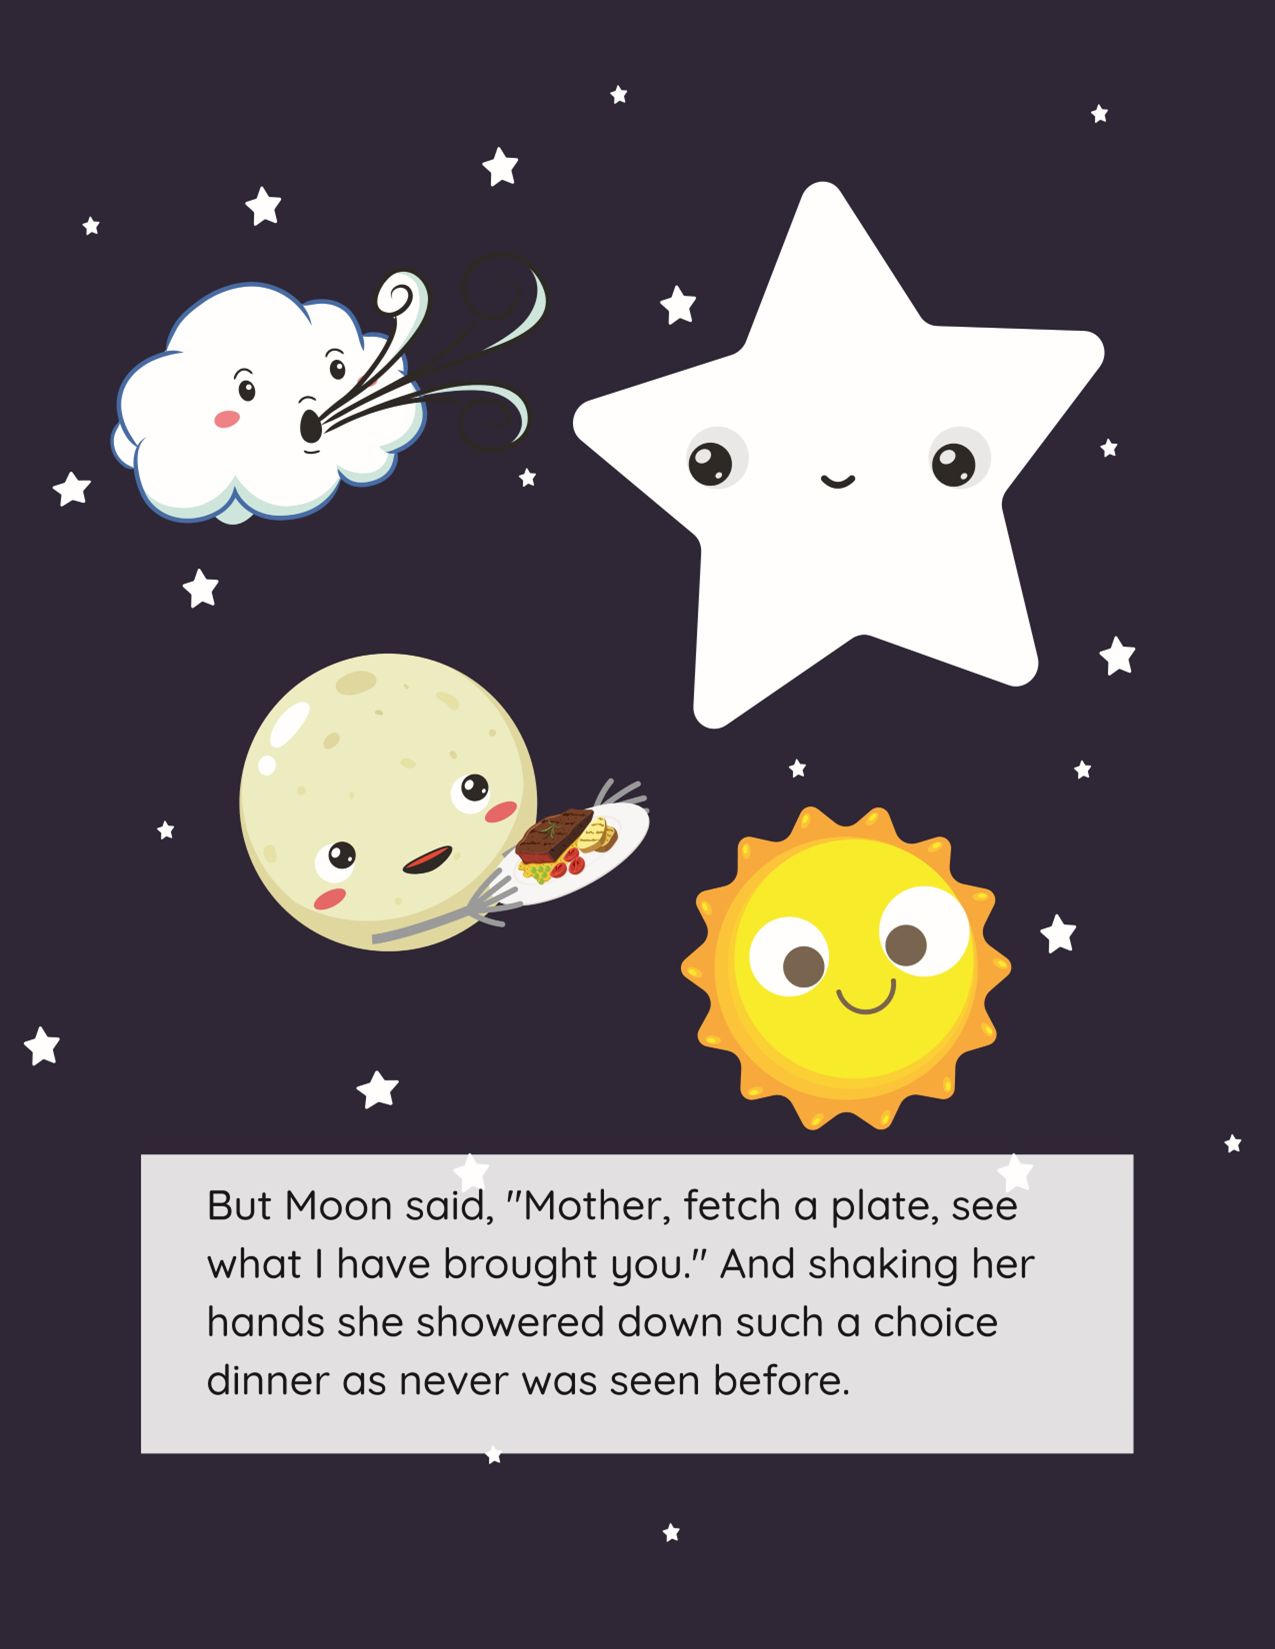 But Moon said, "Mother, fetch a plate, see
what I have brought you." And shaking her
hands she showered down such a choice
dinner as never was seen before.